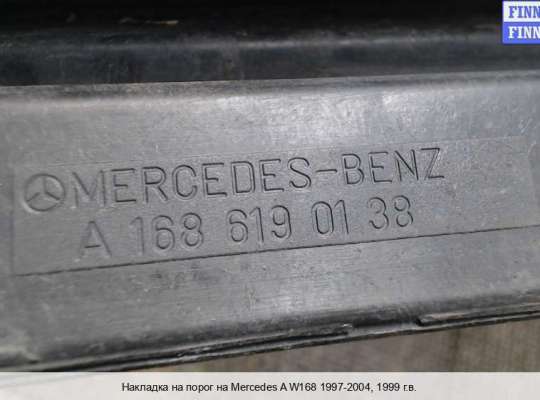 FINN
FINN
MERCEDES-BENZ
A 168 619 01 38
Накладка на порог на Mercedes A W168 1997-2004, 1999 г.в.